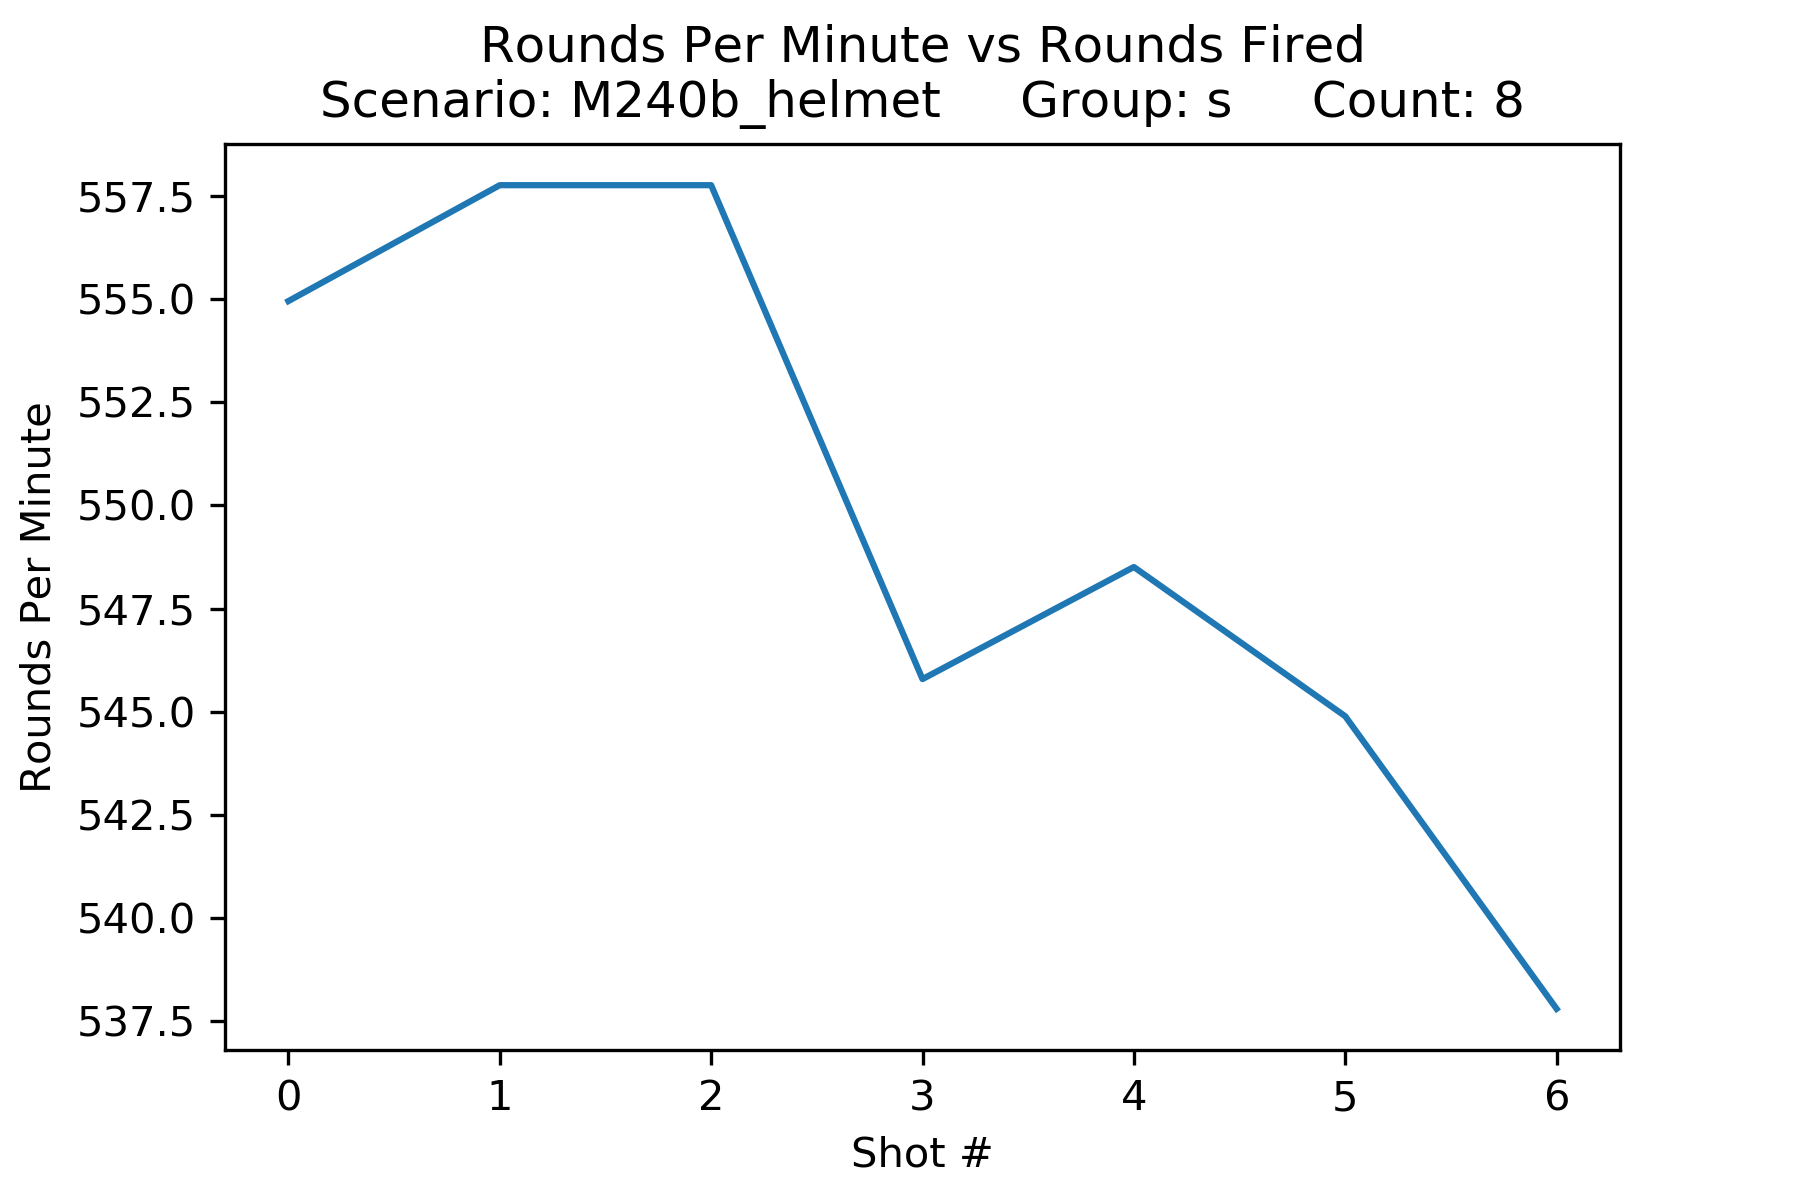 Rounds Per Minute vs Rounds Fired
Scenario: M240b_helmet     Group: s     Count: 8
557.5
555.0
552.5
550.0
547.5
545.0
542.5
540.0
537.5
Rounds Per Minute
0 1 2 3 4 5 6
Shot #